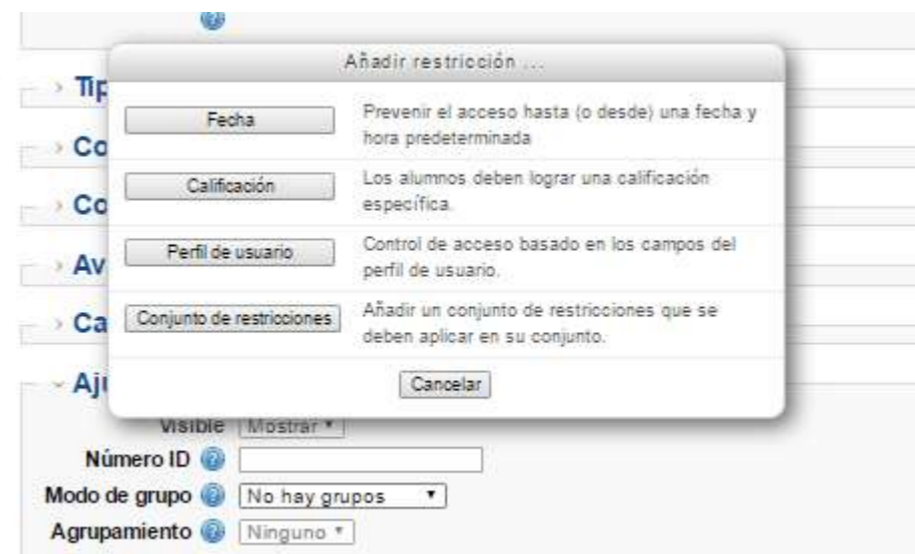 Añadir restricción ...
Tip
Fecha
Prevenir el acceso hasta (o desde) una fecha y
hora predeterminada
Co
Calificación
Los alumnos deben lograr una calificación
específica.
Co
Perfil de usuario
Control de acceso basado en los campos del
perfil de usuario.
Av
Conjunto de restricciones
Añadir un conjunto de restricciones que se
deben aplicar en su conjunto.
Ca
Cancelar
Aju
Visible Mostrar
Número ID
Modo de grupo No hay grupos
Agrupamiento Ninguno